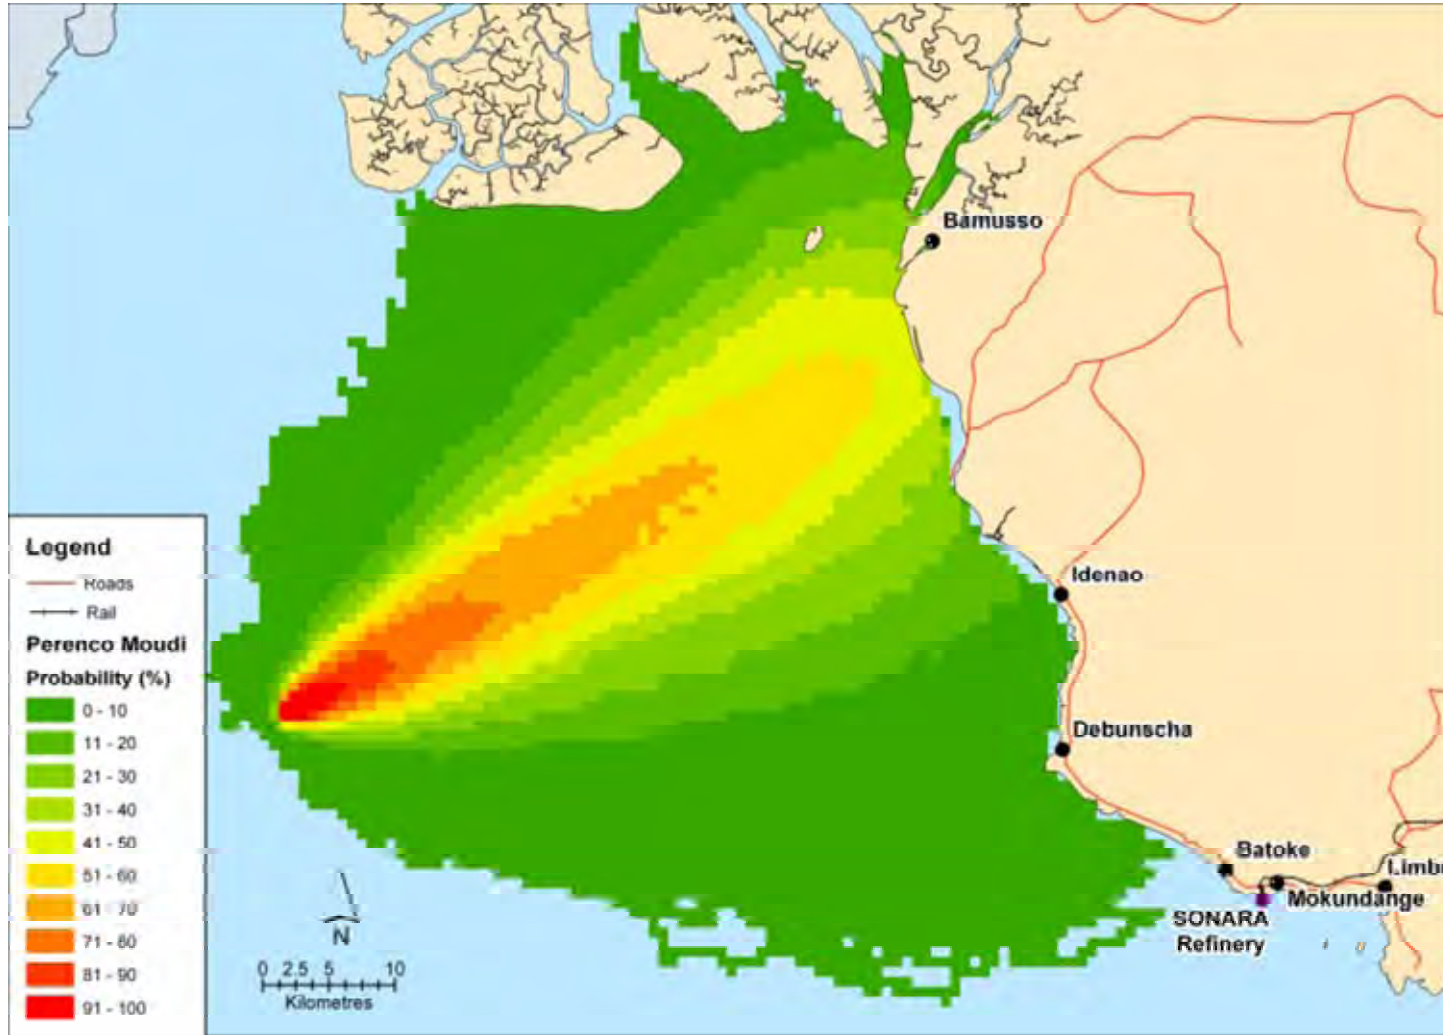 Bamusso
Idenao
Debunscha
Batoke
Limb
Mokundange
SONARA
Refinery
Legend
Roads
Rail
Perenco Moudi
Probability (%)
0 - 10
11 - 20
21 - 30
31 - 40
41 - 50
51 - 60
61 - 70
71 - 80
81 - 90
91 - 100
N
0 2.5 5 10
Kilometres